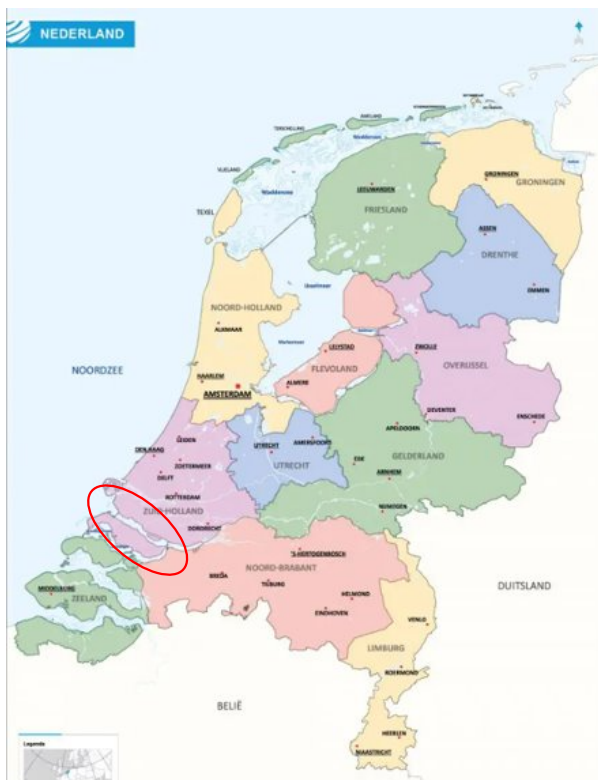 NEDERLAND
AMELAND
TERSCHELLING
Waddenzee
VLIELAND
GRONINGEN
GRONINGEN
LEEUWARDEN
Waddenzee
FRIESLAND
TEXEL
ASSEN
DRENTHE
EMMEN
IJsselmeer
NOORD-HOLLAND
ALKMAAR
Markermeer
LELYSTAD
ZWOLLE
NOORDZEE
FLEVOLAND
OVERIJSSEL
HAARLEM
ALMERE
AMSTERDAM
DEVENTER
ENSCHEDE
APELDOORN
LEIDEN
UTRECHT
AMERSFOORT
DEN HAAG
GELDERLAND
ZOETERMEER
EDE
UTRECHT
DELFT
ARNHEM
ROTTERDAM
ZUID-HOLLAND
NIJMEGEN
DORDRECHT
'S-HERTOGENBOSCH
NOORD-BRABANT
BREDA
TILBURG
DUITSLAND
MIDDELBURG
HELMOND
ZEELAND
EINDHOVEN
VENLO
LIMBURG
ROERMOND
BELIË
HEERLEN
Legenda
MAASTRICHT